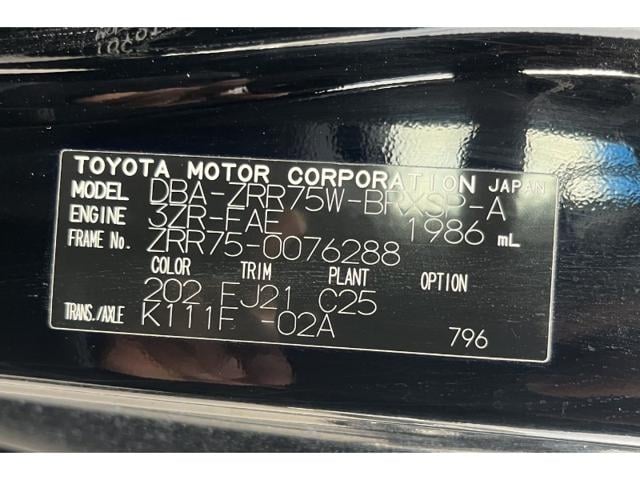 TOYOTA MOTOR CORPORATION JAPAN
MODEL DBA-ZRR75W-BRXSP-A
ENGINE 3ZR-FAE 1986 mL
FRAME No. ZRR75-0076288
COLOR TRIM PLANT OPTION
202 FJ21 C25
TRANS./AXLE K111F -02A 796